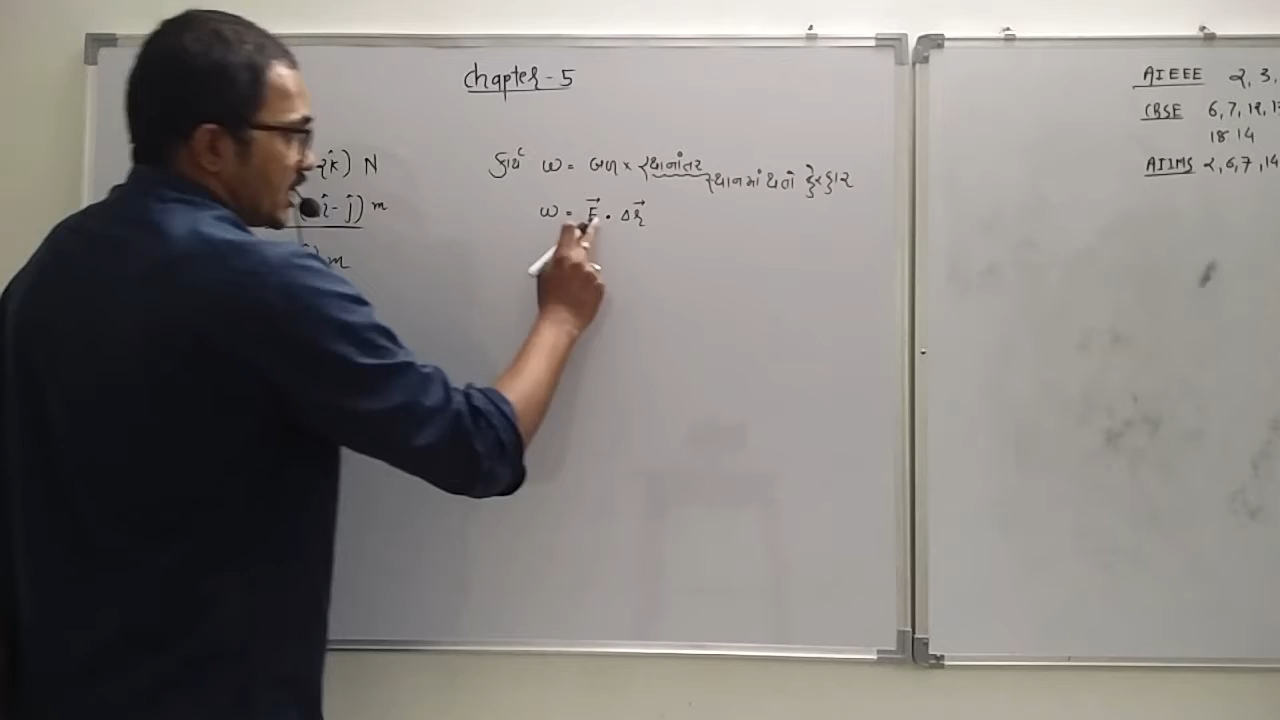 Chapter-5
કાર્ય W = બળ × સ્થાનાંતર
સ્થાનમાં થતો ફેરફાર
W = F⃗ · Δr⃗
k̂) N
î - ĵ) m
) m
AIEEE 2, 3,
CBSE 6, 7, 12, 13
18 14
AIIMS 2, 6, 7, 14